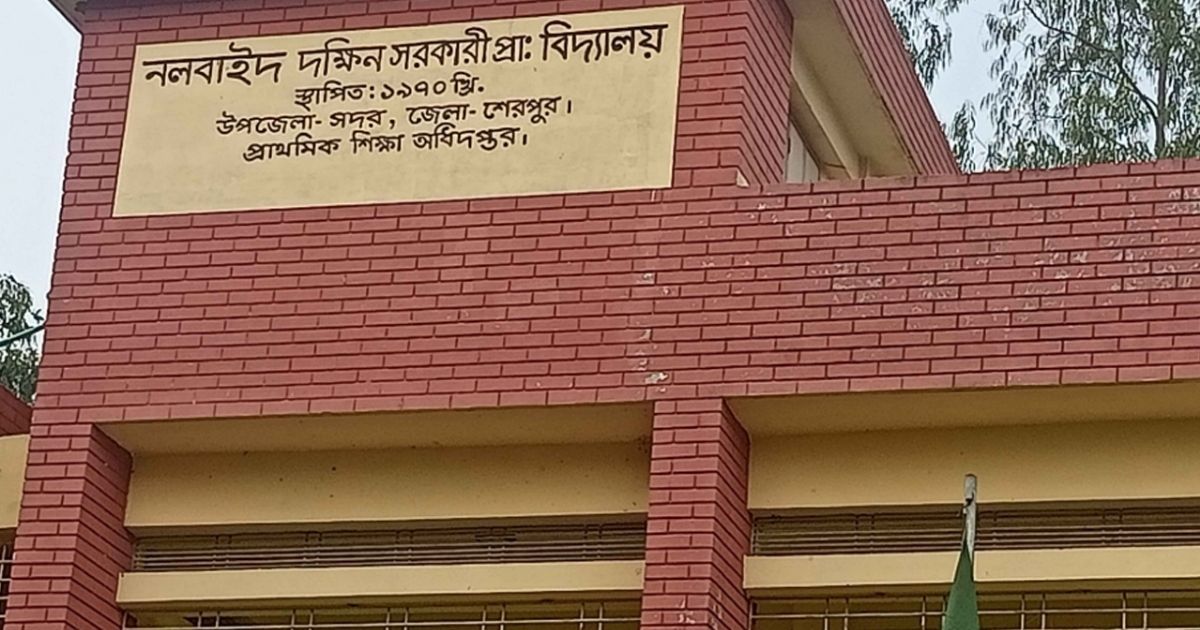 নলবাইদ দক্ষিন সরকারী প্রা: বিদ্যালয়
স্থাপিত: ১৯৭০ খ্রি.
উপজেলা- সদর, জেলা- শেরপুর।
প্রাথমিক শিক্ষা অধিদপ্তর।